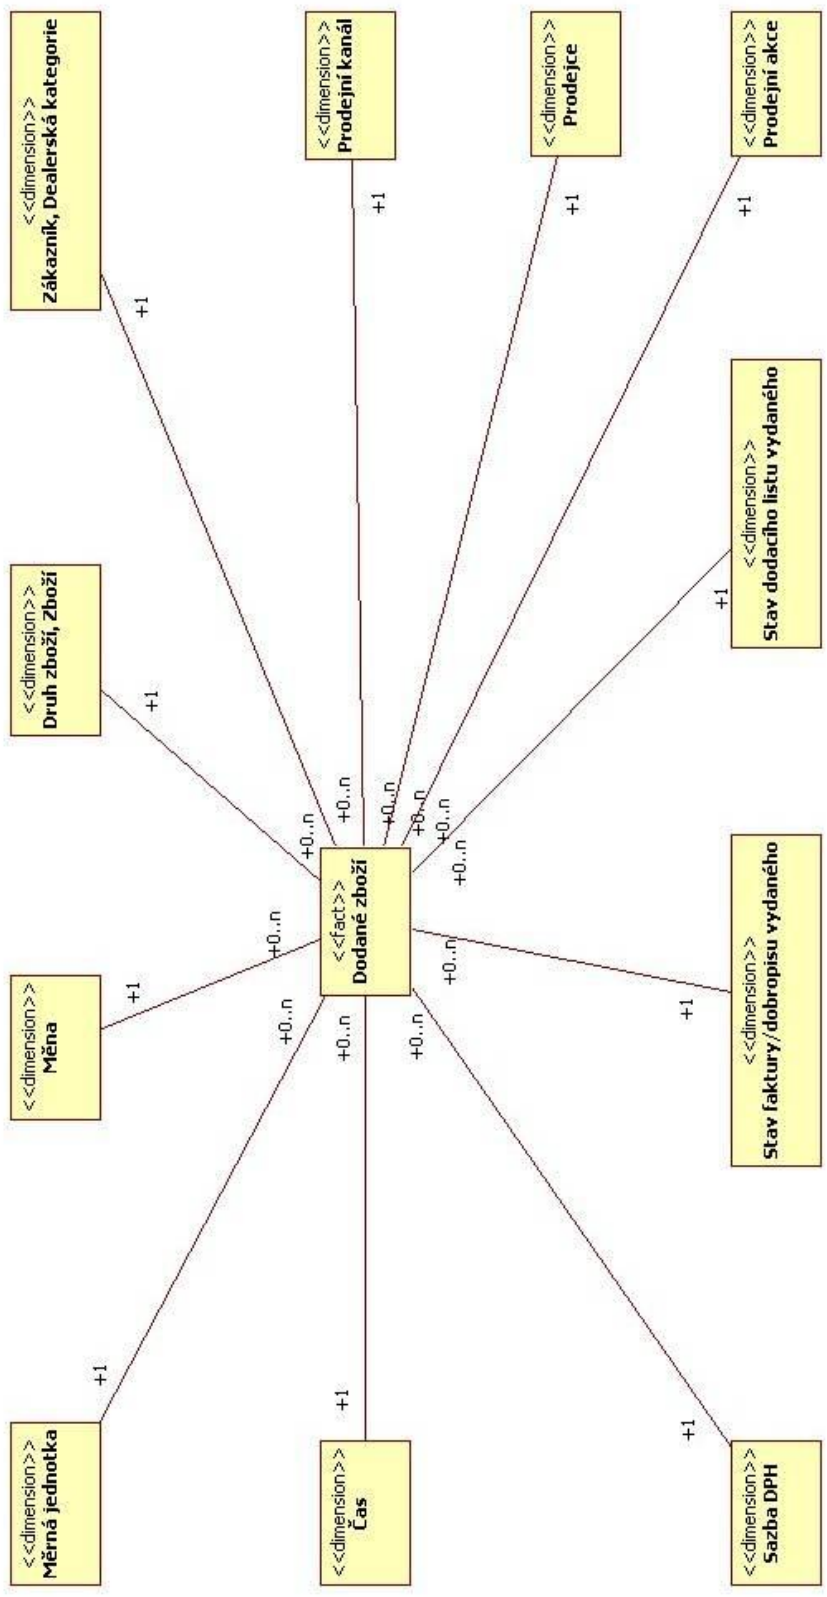 <<dimension>>
Měrná jednotka
<<dimension>>
Měna
<<dimension>>
Druh zboží, Zboží
<<dimension>>
Zákazník, Dealerská kategorie
+1
+1
+1
+1
+0..n
+0..n
+0..n
<<dimension>>
Čas
+1
+0..n
<<fact>>
Dodané zboží
+0..n
<<dimension>>
Prodejní kanál
+1
+0..n
+0..n
+0..n
+0..n
+0..n
+0..n
<<dimension>>
Prodejce
+1
+1
+1
+1
+1
<<dimension>>
Sazba DPH
<<dimension>>
Stav faktury/dobropisu vydaného
<<dimension>>
Stav dodacího listu vydaného
<<dimension>>
Prodejní akce